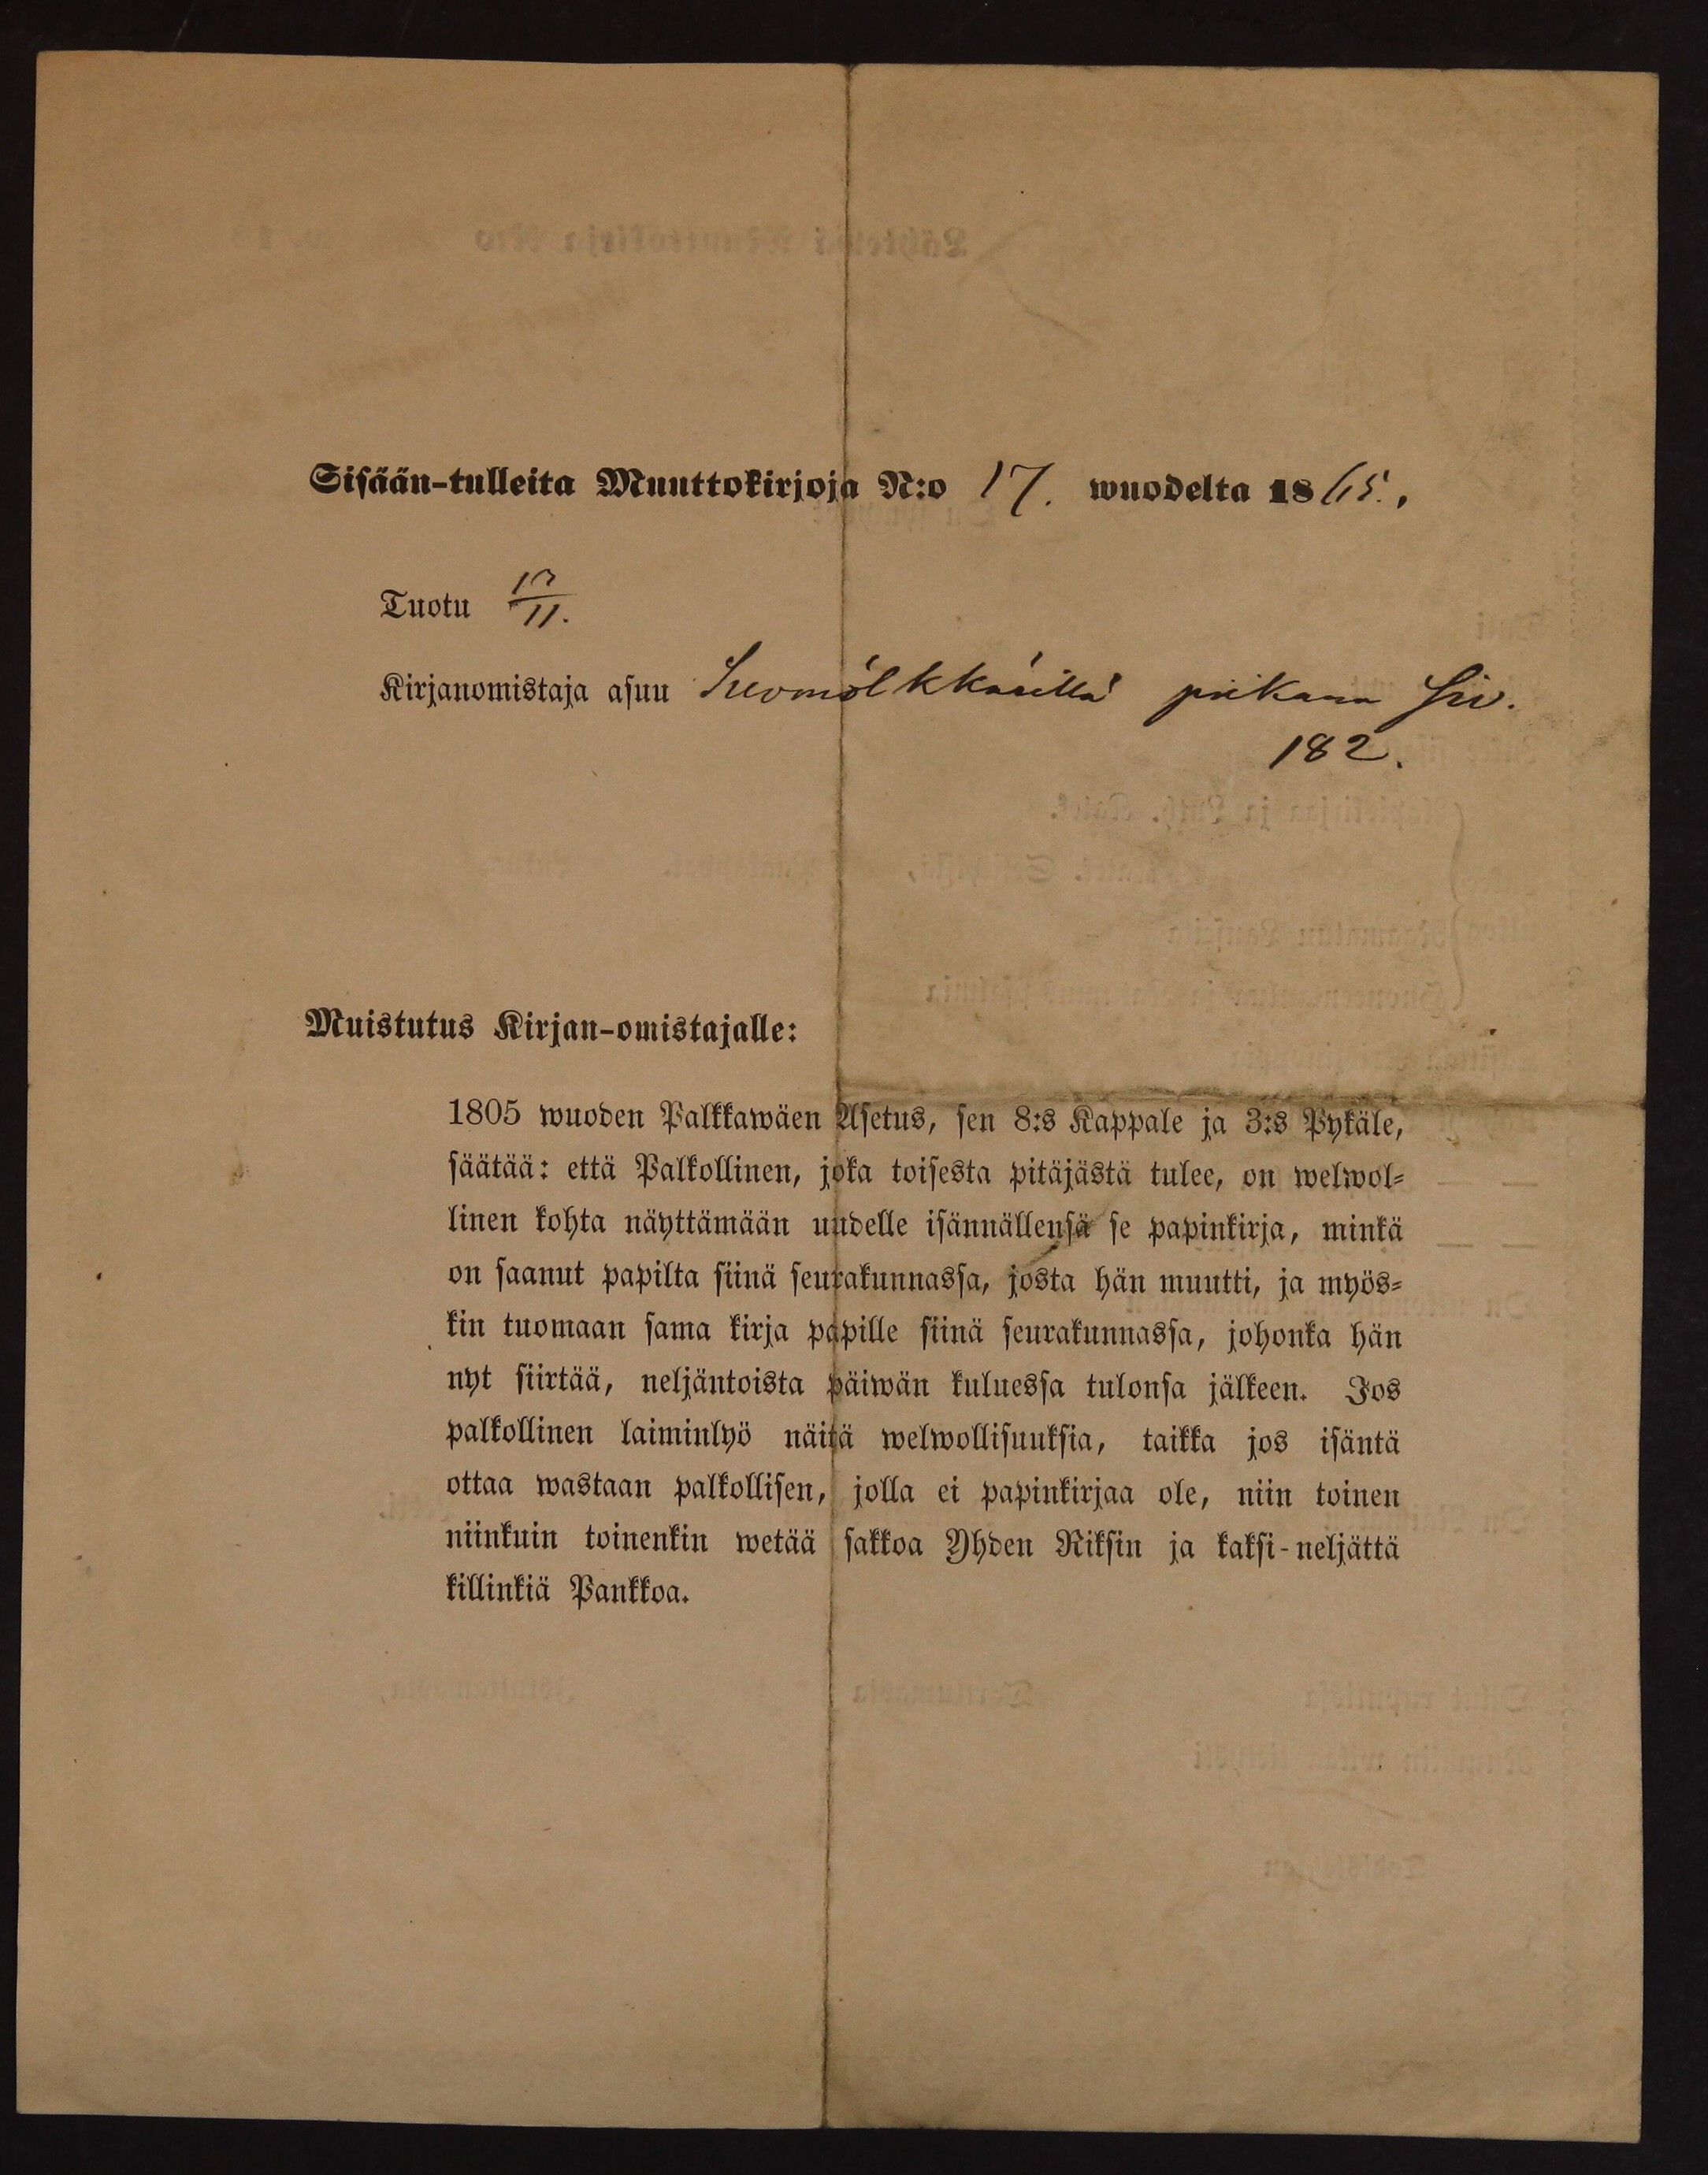 Sisään-tulleita Muuttokirjoja N:o 17. wuodelta 1865.,
Tuotu 13/11.
Kirjanomistaja asuu piikana Siv.
182.
Muistutus Kirjan-omistajalle:
1805 wuoden Palkkawäen Asetus, sen 8:s Kappale ja 3:s Pykäle,
säätää: että Palkollinen, joka toisesta pitäjästä tulee, on welwol-
linen kohta näyttämään uudelle isännällensä se papinkirja, minkä
on saanut papilta siinä seurakunnassa, josta hän muutti, ja myös-
kin tuomaan sama kirja papille siinä seurakunnassa, johonka hän
nyt siirtää, neljäntoista päiwän kuluessa tulonsa jälkeen. Jos
palkollinen laiminlyö näitä welwollisuuksia, taikka jos isäntä
ottaa wastaan palkollisen, jolla ei papinkirjaa ole, niin toinen
niinkuin toinenkin wetää sakkoa Yhden Riksin ja kaksi-neljättä
killinkiä Pankkoa.